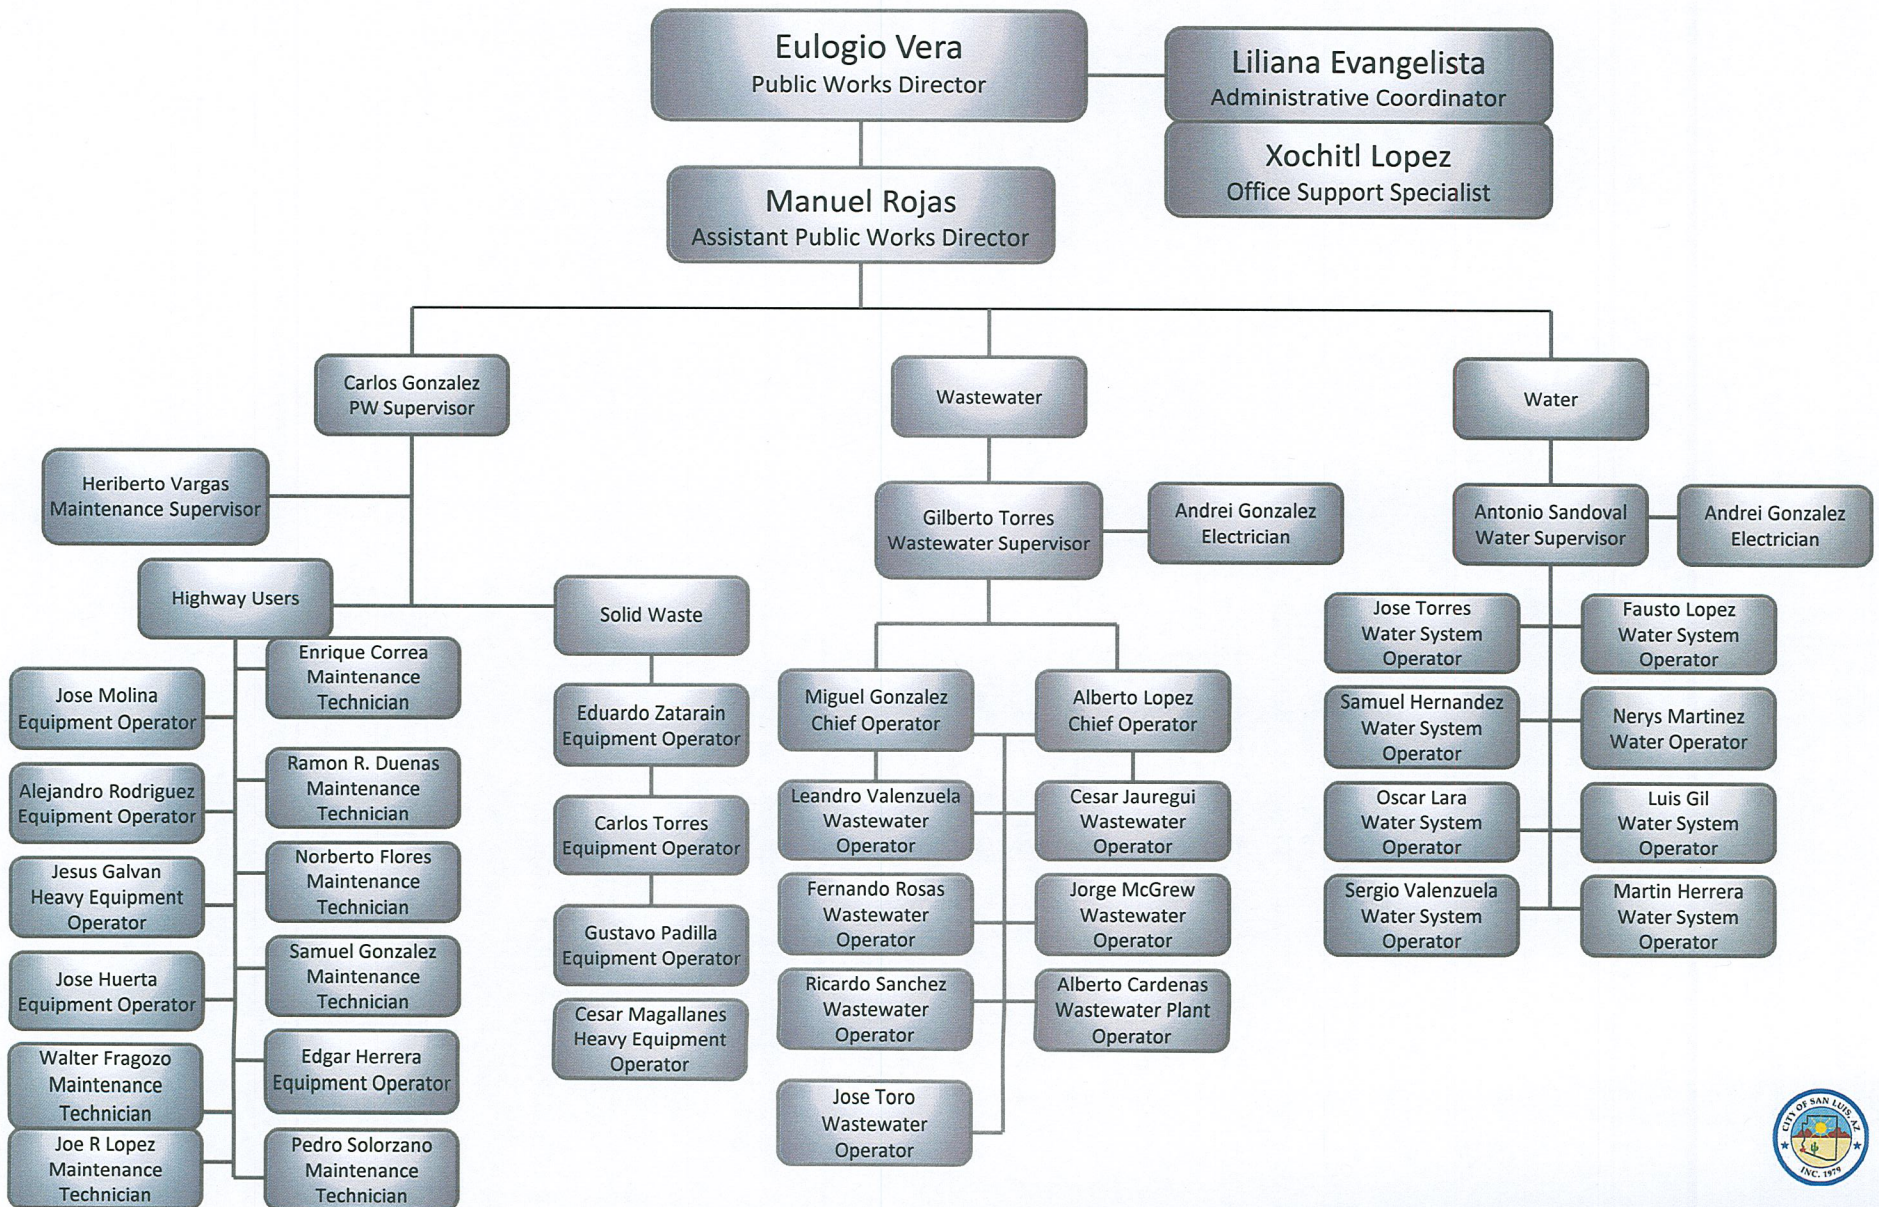 Eulogio Vera
Public Works Director
Liliana Evangelista
Administrative Coordinator
Xochitl Lopez
Office Support Specialist
Manuel Rojas
Assistant Public Works Director
Carlos Gonzalez
PW Supervisor
Wastewater
Water
Heriberto Vargas
Maintenance Supervisor
Gilberto Torres
Wastewater Supervisor
Andrei Gonzalez
Electrician
Antonio Sandoval
Water Supervisor
Andrei Gonzalez
Electrician
Highway Users
Solid Waste
Enrique Correa
Maintenance
Technician
Jose Molina
Equipment Operator
Ramon R. Duenas
Maintenance
Technician
Alejandro Rodriguez
Equipment Operator
Norberto Flores
Maintenance
Technician
Jesus Galvan
Heavy Equipment
Operator
Samuel Gonzalez
Maintenance
Technician
Jose Huerta
Equipment Operator
Edgar Herrera
Equipment Operator
Walter Fragozo
Maintenance
Technician
Joe R Lopez
Maintenance
Technician
Pedro Solorzano
Maintenance
Technician
Eduardo Zatarain
Equipment Operator
Carlos Torres
Equipment Operator
Gustavo Padilla
Equipment Operator
Cesar Magallanes
Heavy Equipment
Operator
Miguel Gonzalez
Chief Operator
Alberto Lopez
Chief Operator
Leandro Valenzuela
Wastewater
Operator
Cesar Jauregui
Wastewater
Operator
Fernando Rosas
Wastewater
Operator
Jorge McGrew
Wastewater
Operator
Ricardo Sanchez
Wastewater
Operator
Alberto Cardenas
Wastewater Plant
Operator
Jose Toro
Wastewater
Operator
Jose Torres
Water System
Operator
Fausto Lopez
Water System
Operator
Samuel Hernandez
Water System
Operator
Nerys Martinez
Water Operator
Oscar Lara
Water System
Operator
Luis Gil
Water System
Operator
Sergio Valenzuela
Water System
Operator
Martin Herrera
Water System
Operator
CITY OF SAN LUIS, AZ
INC. 1979